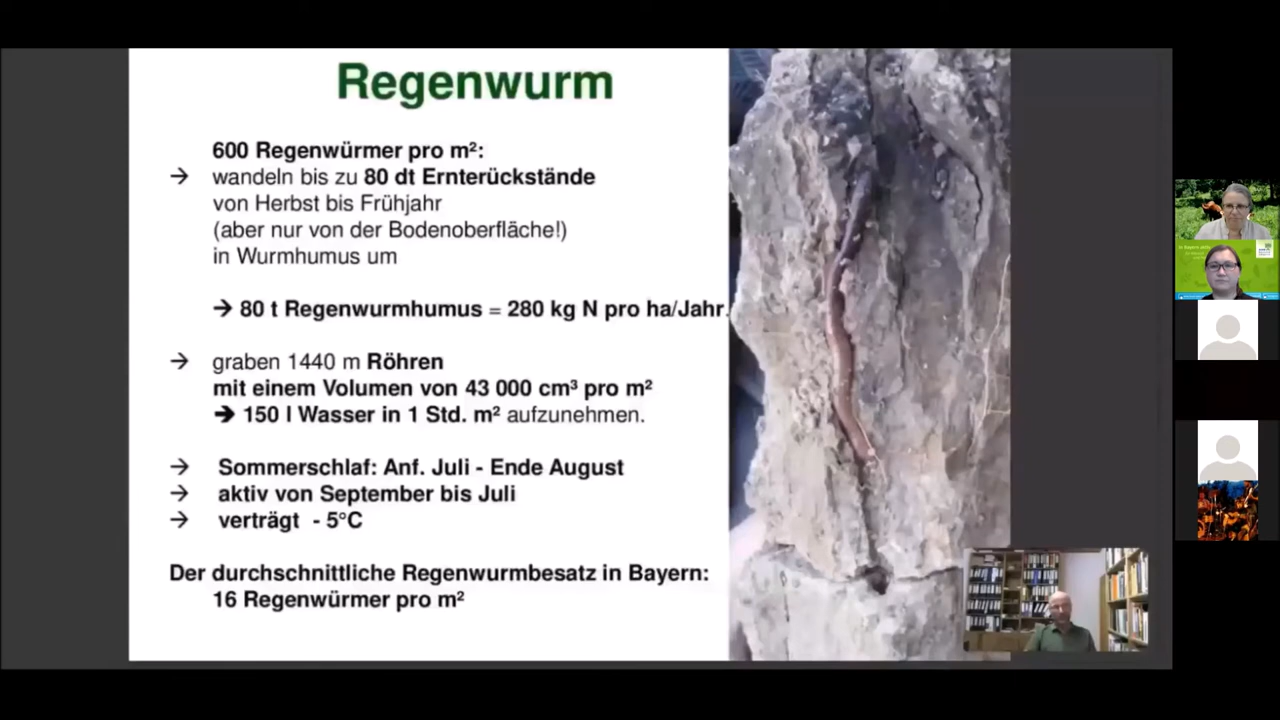 Regenwurm
600 Regenwürmer pro m²:
→ wandeln bis zu 80 dt Ernterückstände
von Herbst bis Frühjahr
(aber nur von der Bodenoberfläche!)
in Wurmhumus um
→ 80 t Regenwurmhumus = 280 kg N pro ha/Jahr.
→ graben 1440 m Röhren
mit einem Volumen von 43 000 cm³ pro m²
→ 150 l Wasser in 1 Std. m² aufzunehmen.
→ Sommerschlaf: Anf. Juli - Ende August
→ aktiv von September bis Juli
→ verträgt - 5°C
Der durchschnittliche Regenwurmbesatz in Bayern:
16 Regenwürmer pro m²